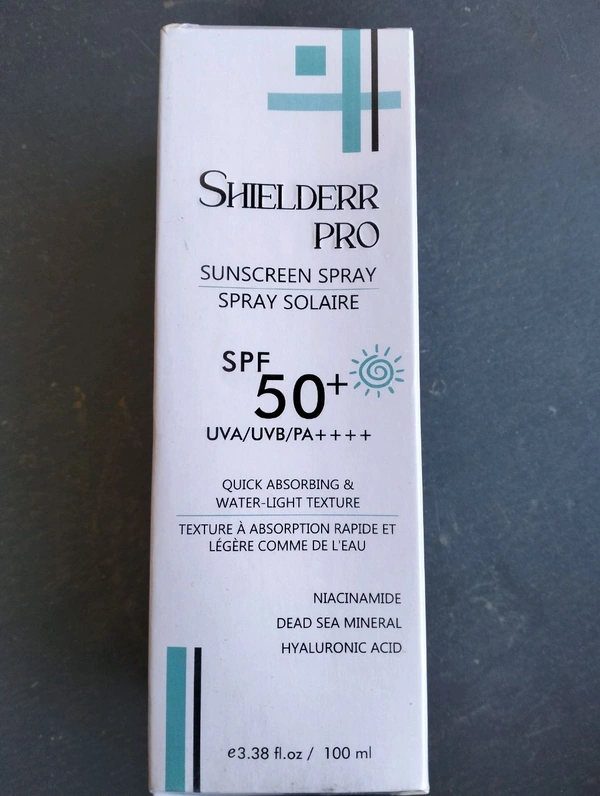 SHIELDERR
PRO
SUNSCREEN SPRAY
SPRAY SOLAIRE
SPF
50+
UVA/UVB/PA++++
QUICK ABSORBING &
WATER-LIGHT TEXTURE
TEXTURE À ABSORPTION RAPIDE ET
LÉGÈRE COMME DE L'EAU
NIACINAMIDE
DEAD SEA MINERAL
HYALURONIC ACID
e3.38 fl.oz / 100 ml